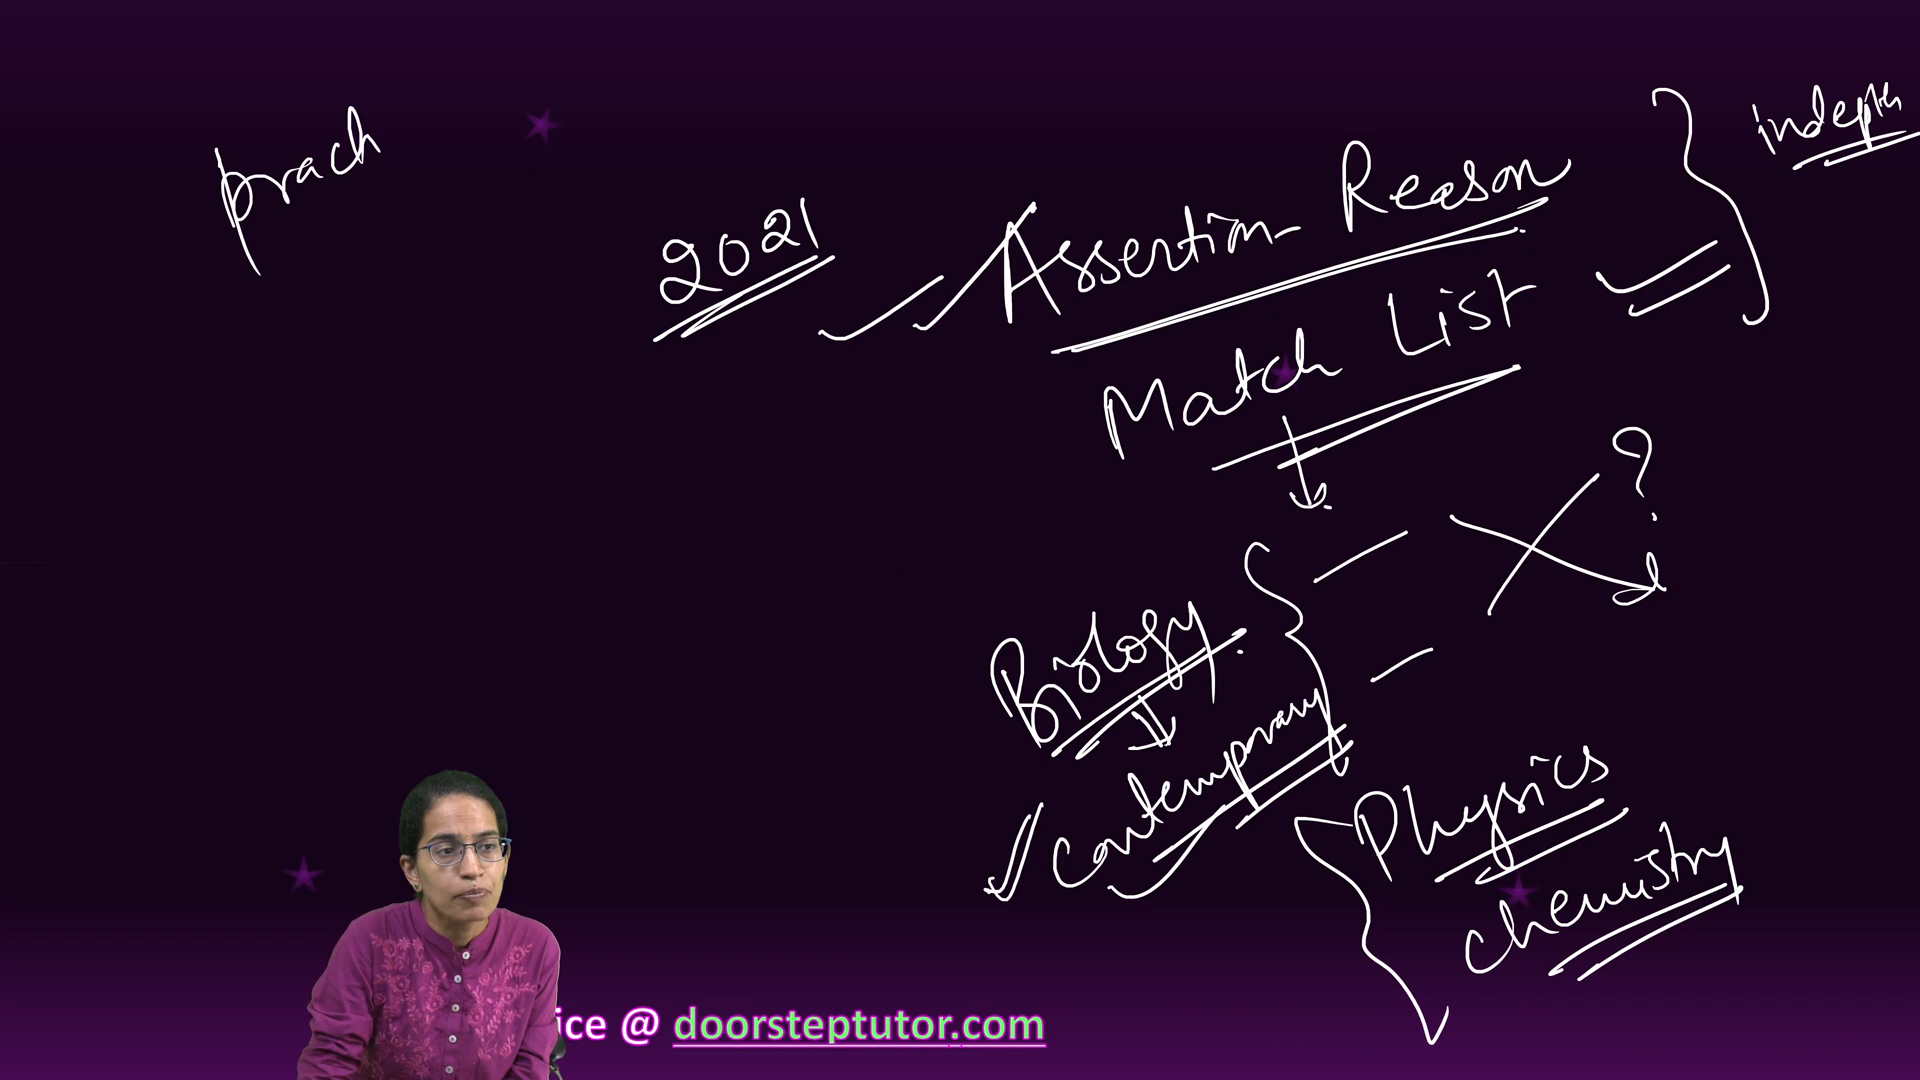 prach
indepth
2021 Assertion- Reason
Match List
?
Biology
Contemporary
Physics
chemistry
ice @ doorsteptutor.com